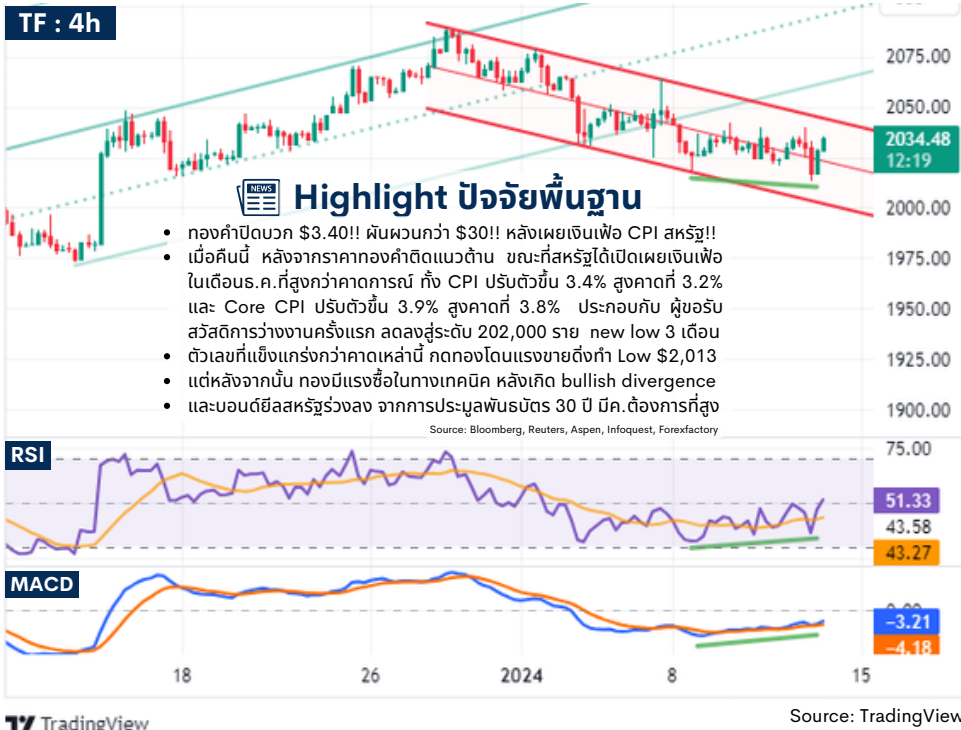 TF : 4h
2075.00
2050.00
2034.48
12:19
2000.00
1975.00
1950.00
1925.00
1900.00
NEWS
Highlight ปัจจัยพื้นฐาน
• ทองคำปิดบวก $3.40!! ผันผวนกว่า $30!! หลังเผยเงินเฟ้อ CPI สหรัฐ!!
• เมื่อคืนนี้ หลังจากราคาทองคำติดแนวต้าน ขณะที่สหรัฐได้เปิดเผยเงินเฟ้อ
ในเดือนธ.ค.ที่สูงกว่าคาดการณ์ ทั้ง CPI ปรับตัวขึ้น 3.4% สูงคาดที่ 3.2%
และ Core CPI ปรับตัวขึ้น 3.9% สูงคาดที่ 3.8% ประกอบกับ ผู้ขอรับ
สวัสดิการว่างงานครั้งแรก ลดลงสู่ระดับ 202,000 ราย new low 3 เดือน
• ตัวเลขที่แข็งแกร่งกว่าคาดเหล่านี้ กดทองโดนแรงขายดิ่งทำ Low $2,013
• แต่หลังจากนั้น ทองมีแรงซื้อในทางเทคนิค หลังเกิด bullish divergence
• และบอนด์ยีลสหรัฐร่วงลง จากการประมูลพันธบัตร 30 ปี มีค.ต้องการที่สูง
Source: Bloomberg, Reuters, Aspen, Infoquest, Forexfactory
RSI
75.00
51.33
43.58
43.27
MACD
0.00
−3.21
−4.18
18 26 2024 8 15
TradingView
Source: TradingView